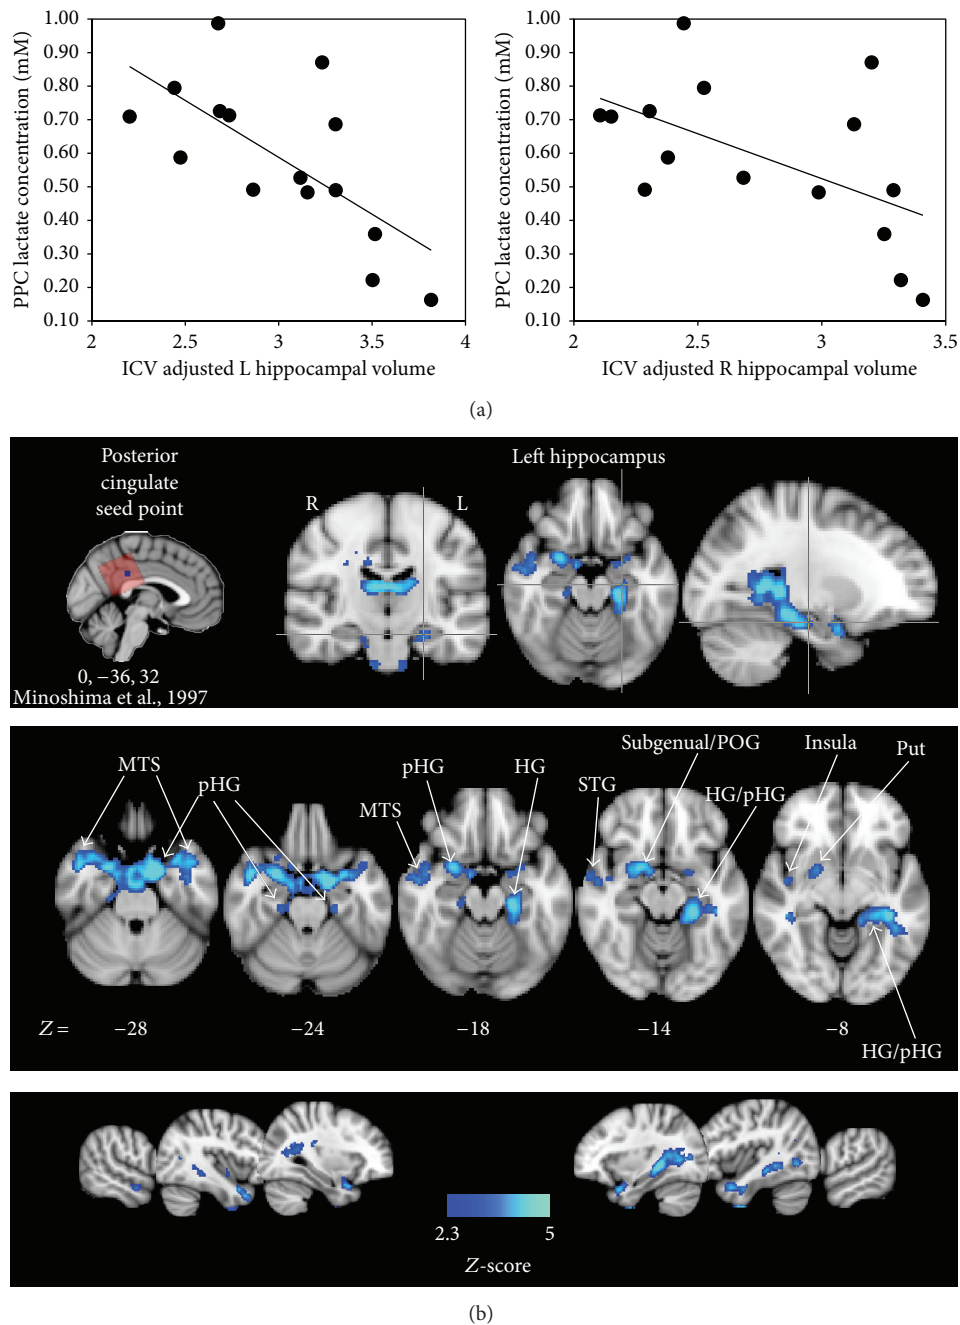 1.00
0.90
0.80
0.70
0.60
0.50
0.40
0.30
0.20
0.10
PPC lactate concentration (mM)
2 2.5 3 3.5 4
ICV adjusted L hippocampal volume
1.00
0.90
0.80
0.70
0.60
0.50
0.40
0.30
0.20
0.10
PPC lactate concentration (mM)
2 2.5 3 3.5
ICV adjusted R hippocampal volume
(a)
Posterior
cingulate
seed point
0, −36, 32
Minoshima et al., 1997
R L
Left hippocampus
MTS
pHG
pHG
MTS
HG
Subgenual/POG
STG
HG/pHG
Insula
Put
HG/pHG
Z = −28 −24 −18 −14 −8
2.3 5
Z-score
(b)